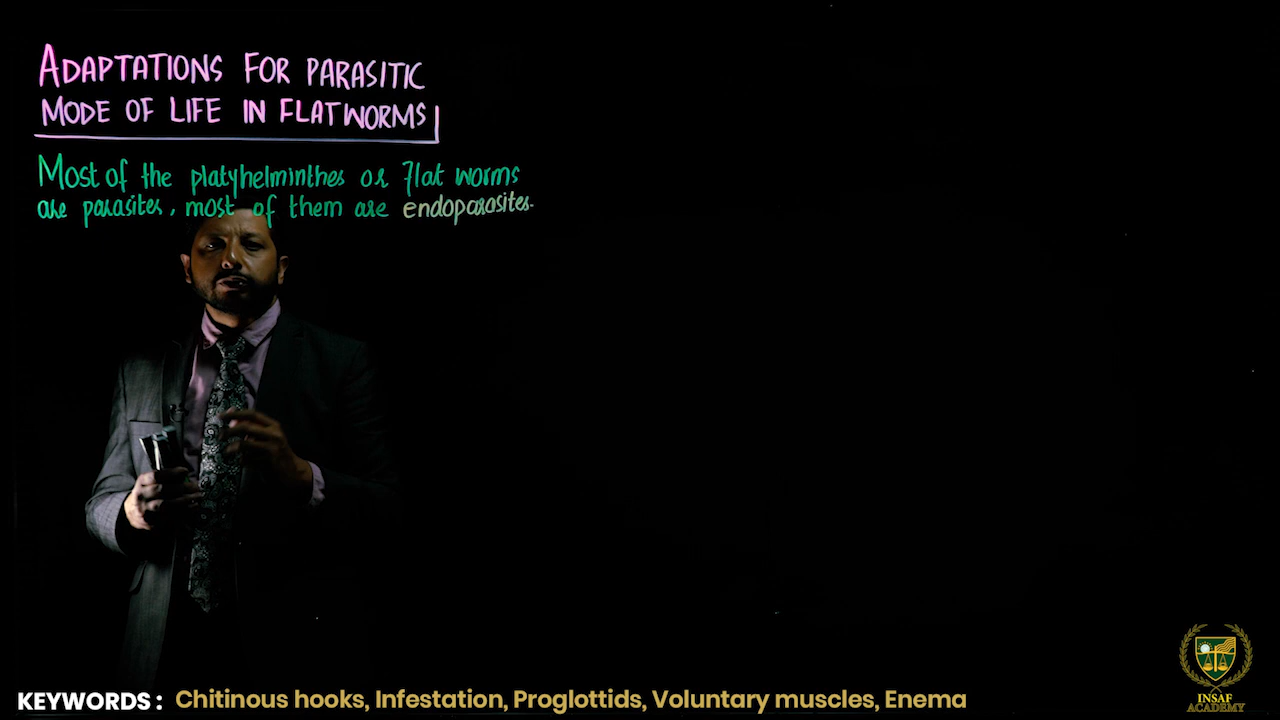 ADAPTATIONS FOR PARASITIC
MODE OF LIFE IN FLATWORMS
Most of the platyhelminthes or flat worms
are parasites, most of them are endoparasites.
KEYWORDS : Chitinous hooks, Infestation, Proglottids, Voluntary muscles, Enema
INSAF
ACADEMY